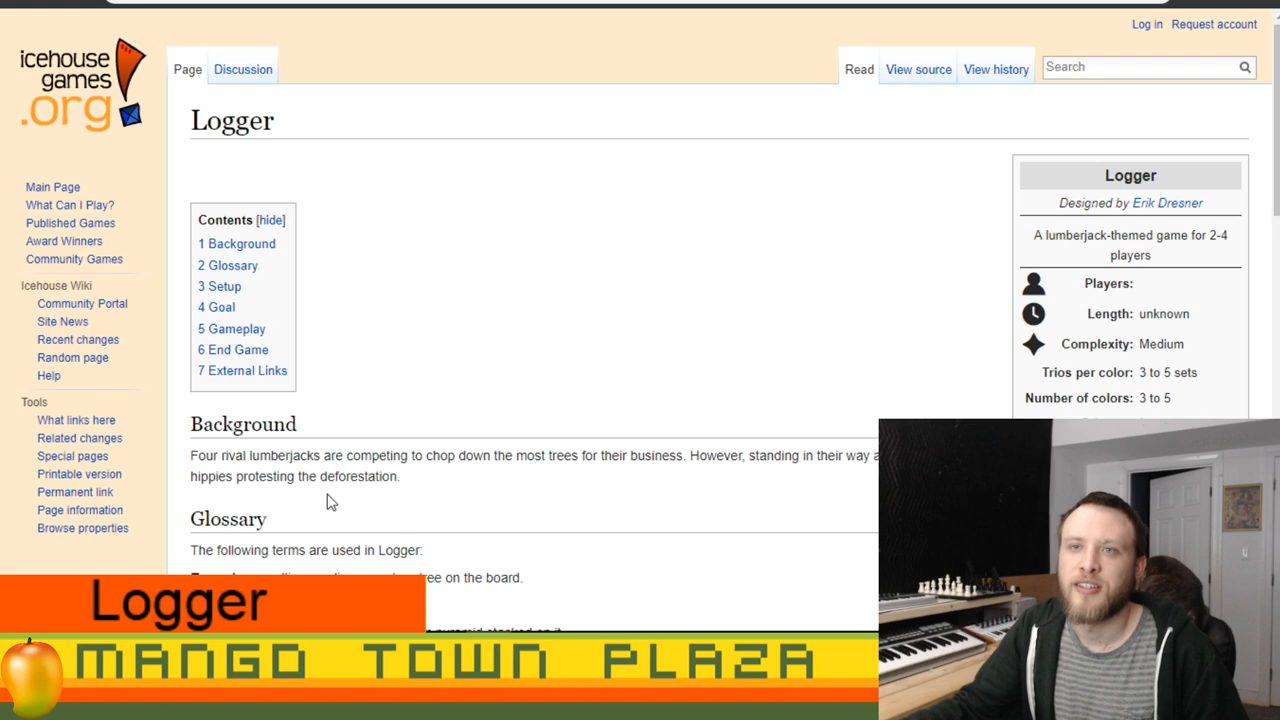 Log in Request account
icehouse
games
.org
Page Discussion
Read View source View history
Search
Logger
Main Page
What Can I Play?
Published Games
Award Winners
Community Games
Icehouse Wiki
Community Portal
Site News
Recent changes
Random page
Help
Tools
What links here
Related changes
Special pages
Printable version
Permanent link
Page information
Browse properties
Contents [hide]
1 Background
2 Glossary
3 Setup
4 Goal
5 Gameplay
6 End Game
7 External Links
Logger
Designed by Erik Dresner
A lumberjack-themed game for 2-4
players
Players:
Length: unknown
Complexity: Medium
Trios per color: 3 to 5 sets
Number of colors: 3 to 5
Background
Four rival lumberjacks are competing to chop down the most trees for their business. However, standing in their way
hippies protesting the deforestation.
Glossary
The following terms are used in Logger:
tree on the board.
pyramid stacked on it
Logger
MANGO TOWN PLAZA